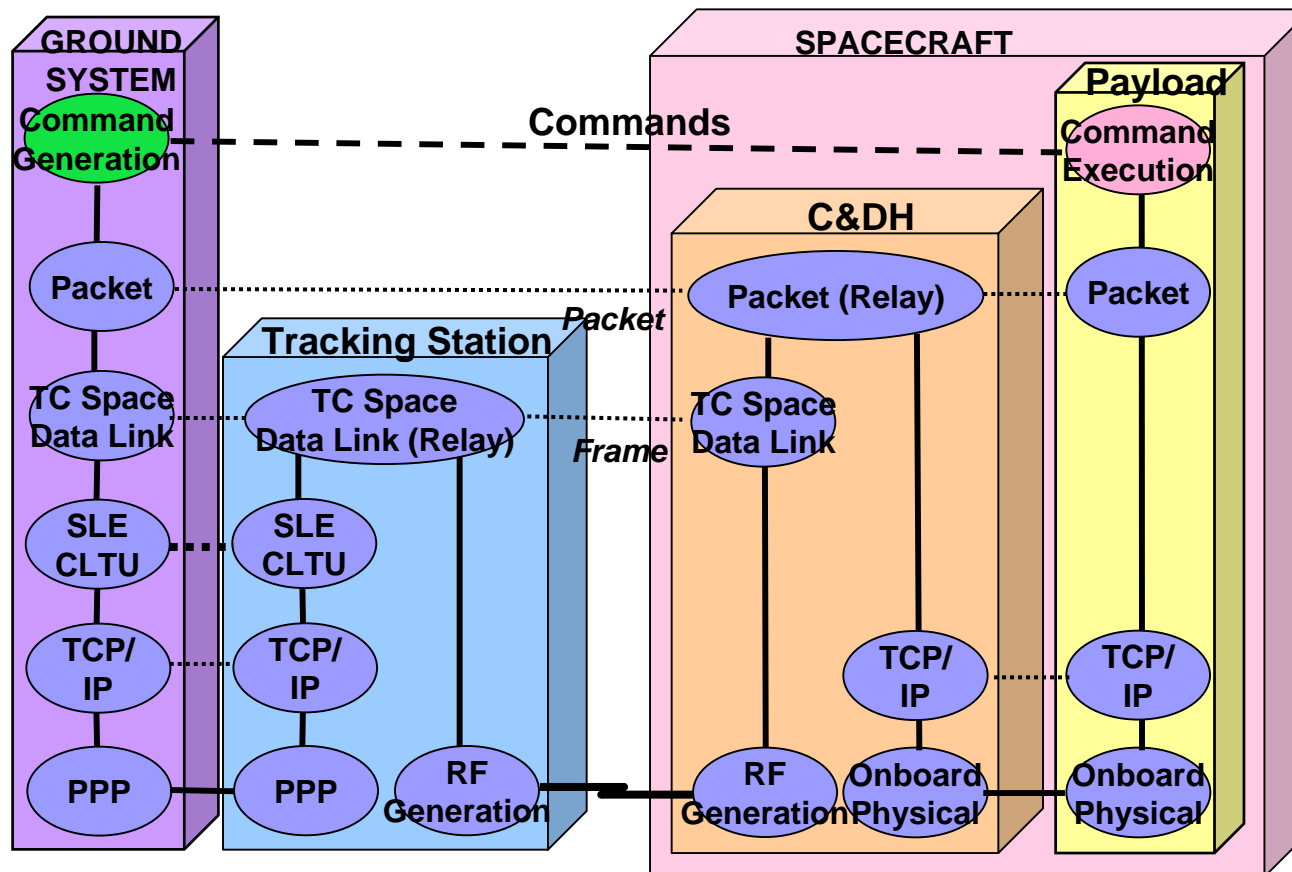 GROUND
SYSTEM
Command
Generation
Packet
TC Space
Data Link
SLE
CLTU
TCP/
IP
PPP
Tracking Station
TC Space
Data Link (Relay)
SLE
CLTU
TCP/
IP
PPP
RF
Generation
Commands
Packet
Frame
SPACECRAFT
C&DH
Packet (Relay)
TC Space
Data Link
TCP/
IP
RF
Generation
Onboard
Physical
Payload
Command
Execution
Packet
TCP/
IP
Onboard
Physical